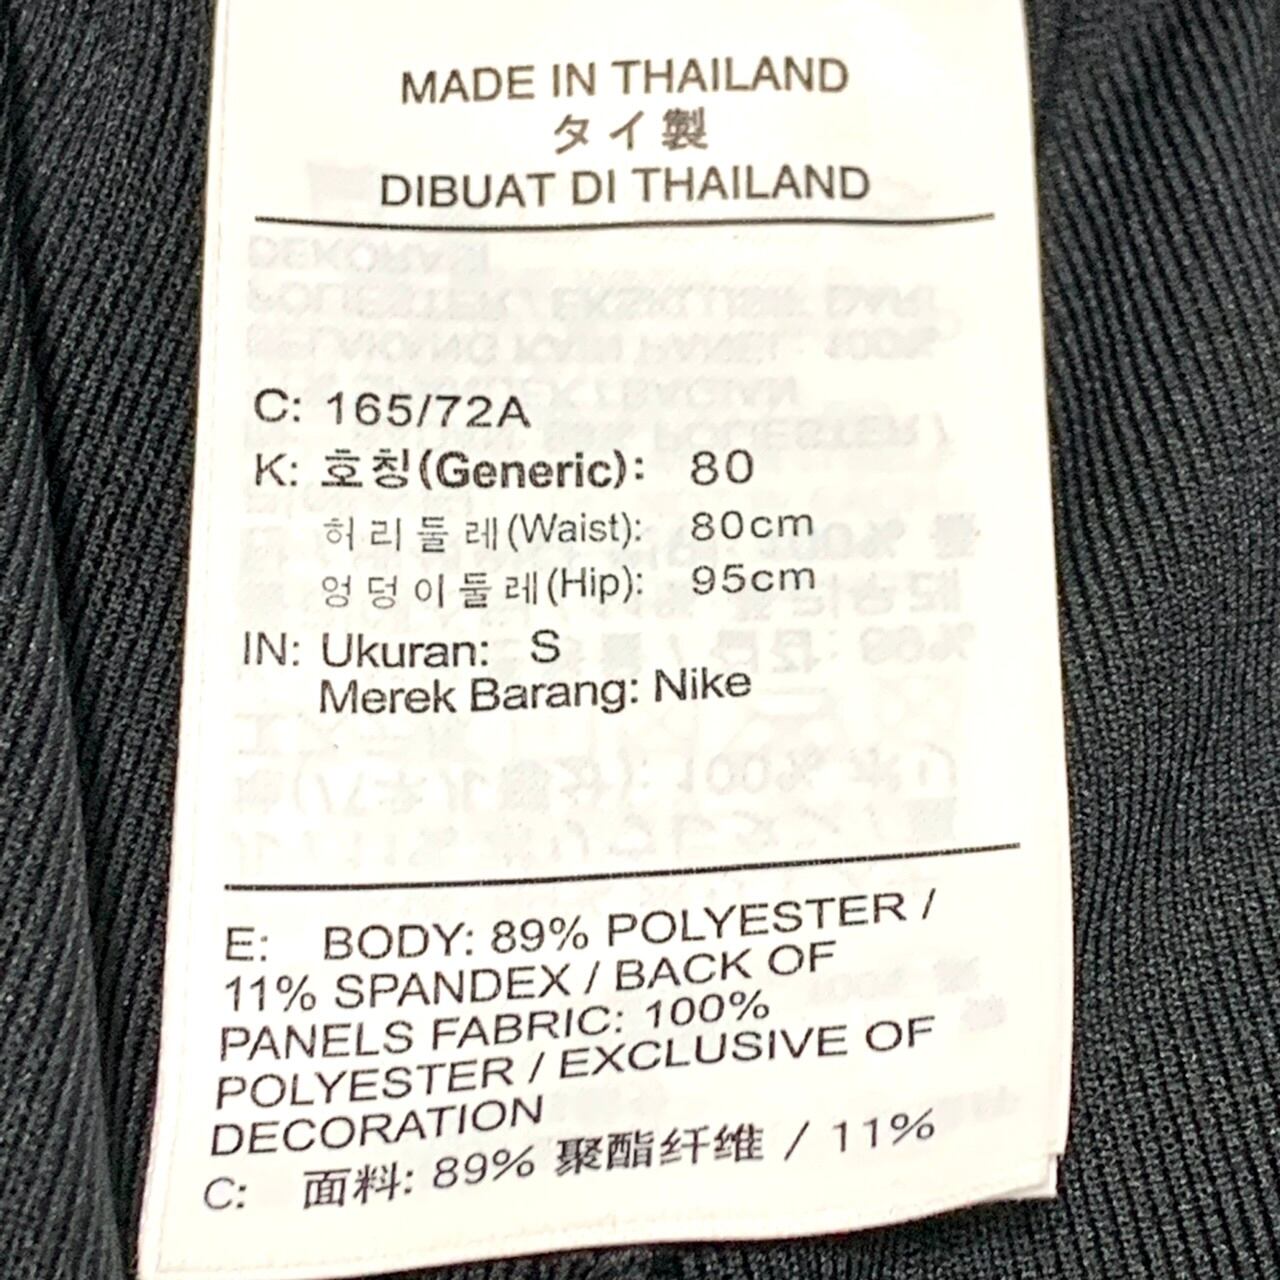 MADE IN THAILAND
タイ製
DIBUAT DI THAILAND
C: 165/72A
K: 호칭(Generic): 80
허리둘레(Waist): 80cm
엉덩이둘레(Hip): 95cm
IN: Ukuran: S
Merek Barang: Nike
E: BODY: 89% POLYESTER /
11% SPANDEX / BACK OF
PANELS FABRIC: 100%
POLYESTER / EXCLUSIVE OF
DECORATION
C: 面料: 89% 聚酯纤维 / 11%